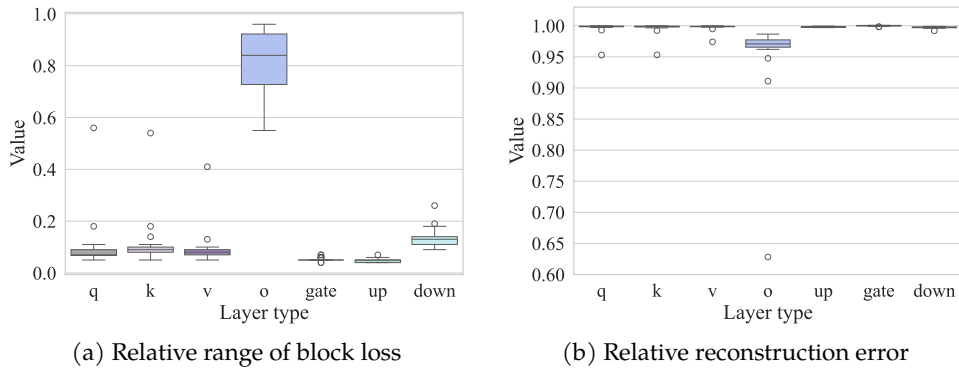 1.0
0.8
0.6
0.4
0.2
0.0
Value
q k v o gate up down
Layer type
(a) Relative range of block loss
1.00
0.95
0.90
0.85
0.80
0.75
0.70
0.65
0.60
Value
q k v o up gate down
Layer type
(b) Relative reconstruction error